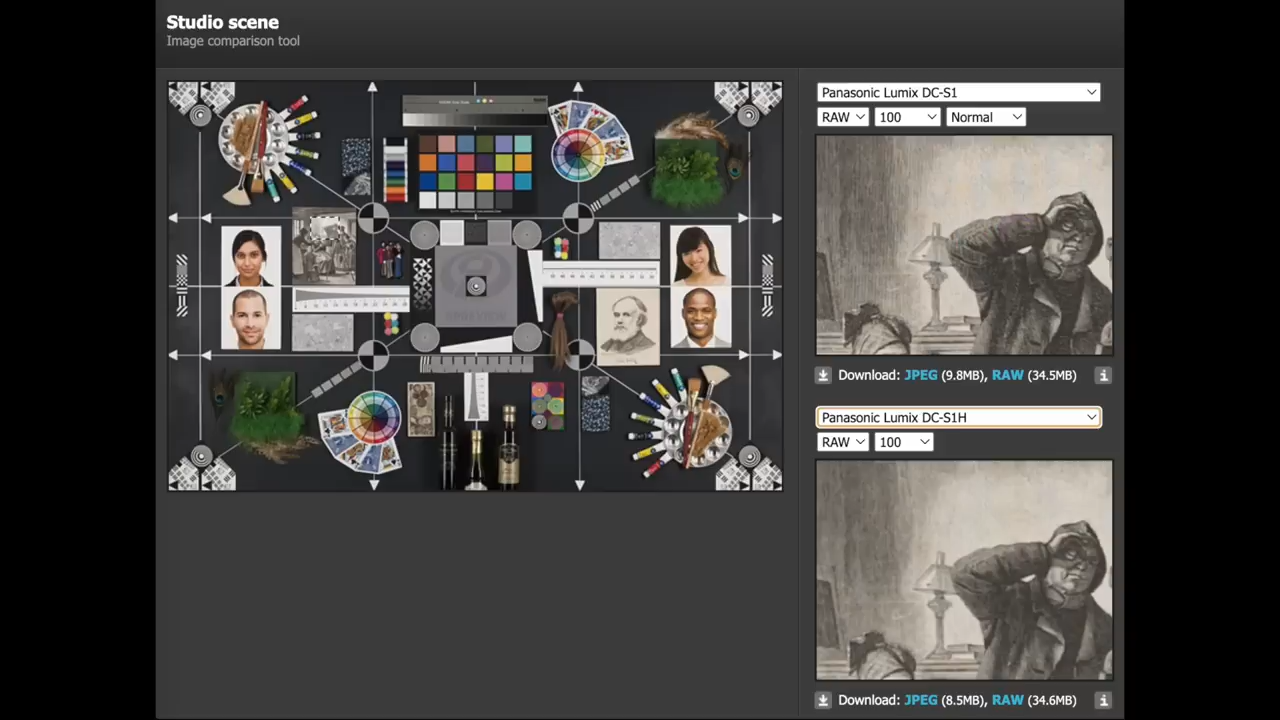 Studio scene
Image comparison tool
Panasonic Lumix DC-S1
RAW 100 Normal
Download: JPEG (9.8MB), RAW (34.5MB)
Panasonic Lumix DC-S1H
RAW 100
Download: JPEG (8.5MB), RAW (34.6MB)